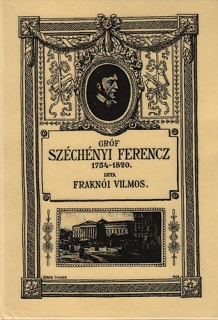 GRÓF
SZÉCHÉNYI FERENCZ
1754-1820.
IRTA
FRAKNÓI VILMOS.